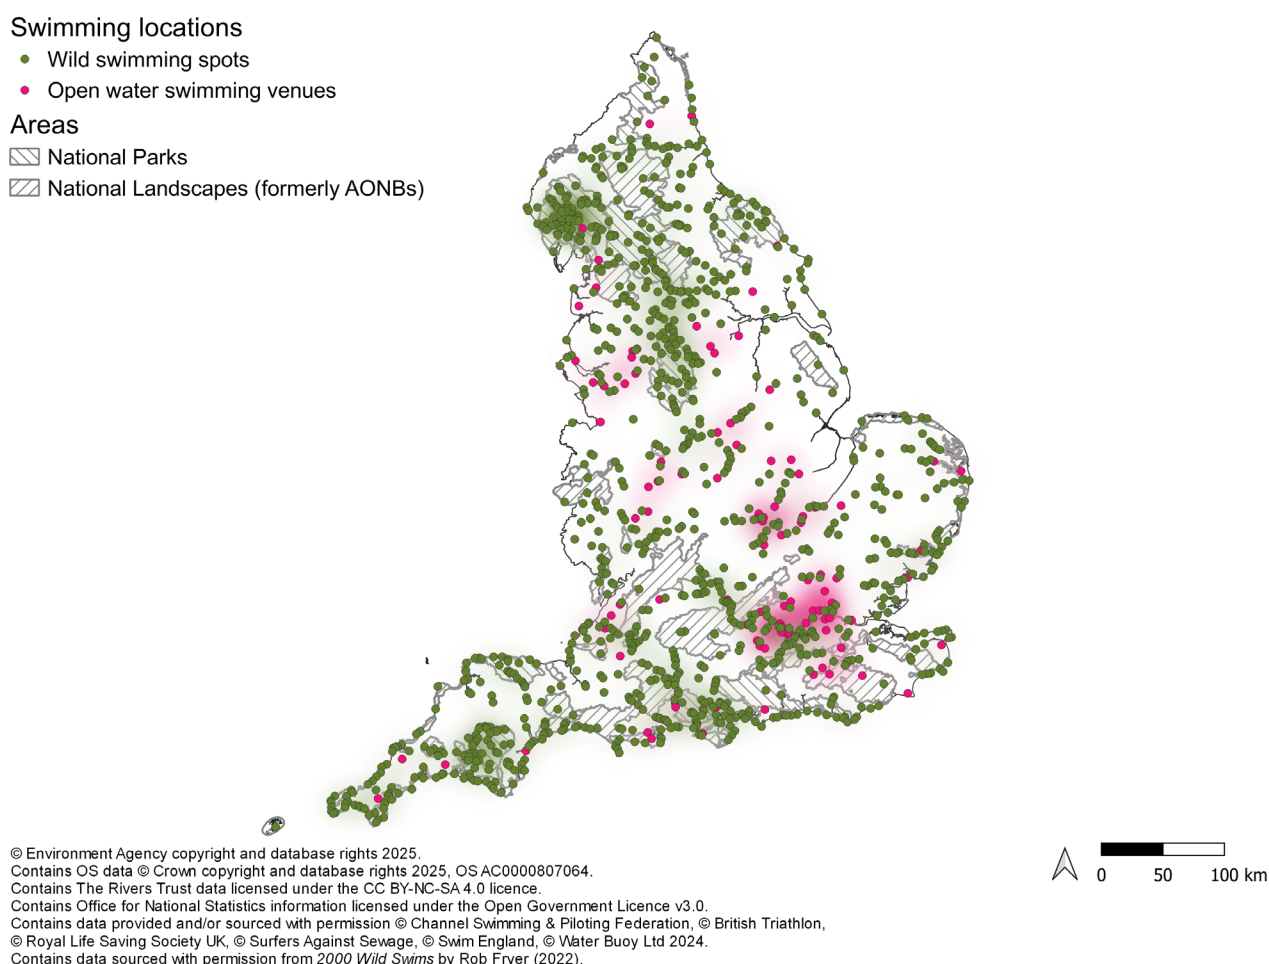 Swimming locations
Wild swimming spots
Open water swimming venues
Areas
National Parks
National Landscapes (formerly AONBs)
© Environment Agency copyright and database rights 2025.
Contains OS data © Crown copyright and database rights 2025, OS AC0000807064.
Contains The Rivers Trust data licensed under the CC BY-NC-SA 4.0 licence.
Contains Office for National Statistics information licensed under the Open Government Licence v3.0.
Contains data provided and/or sourced with permission © Channel Swimming & Piloting Federation, © British Triathlon,
© Royal Life Saving Society UK, © Surfers Against Sewage, © Swim England, © Water Buoy Ltd 2024.
Contains data sourced with permission from 2000 Wild Swims by Rob Fryer (2022).
0 50 100 km